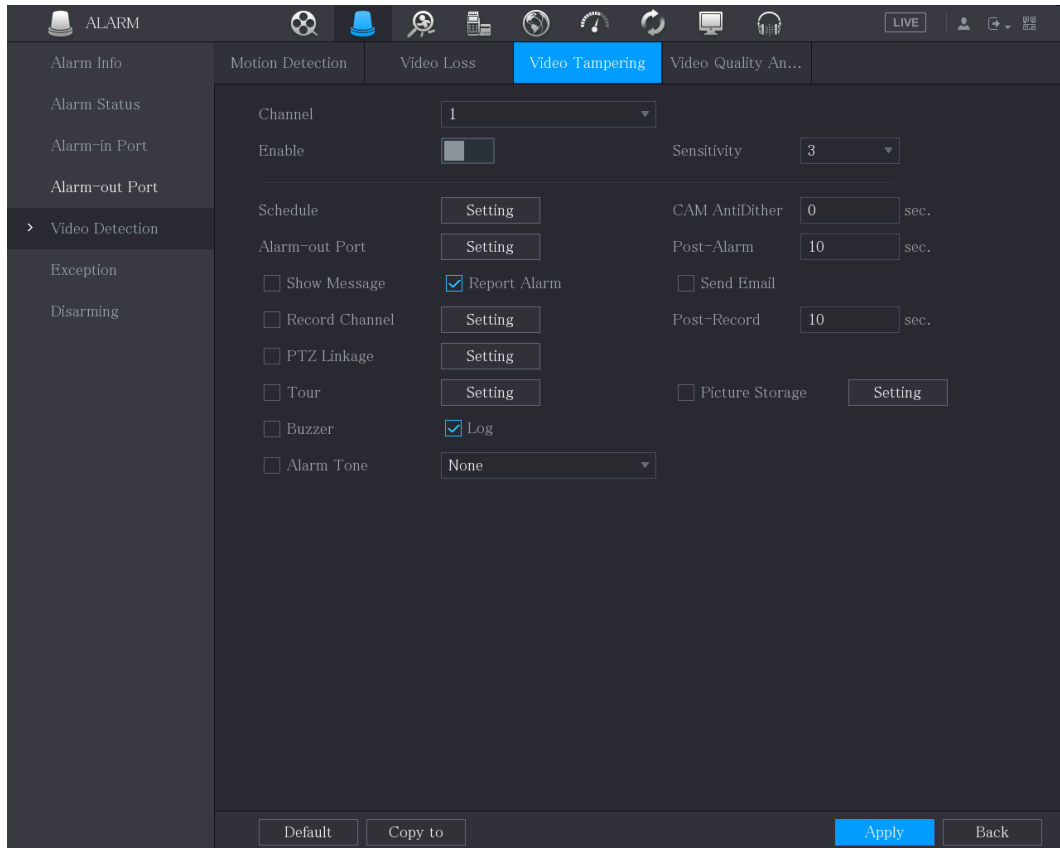 ALARM LIVE
Alarm Info
Alarm Status
Alarm-in Port
Alarm-out Port
Video Detection
Exception
Disarming
Motion Detection Video Loss Video Tampering Video Quality An...
Channel 1
Enable Sensitivity 3
Schedule Setting CAM AntiDither 0 sec.
Alarm-out Port Setting Post-Alarm 10 sec.
Show Message Report Alarm Send Email
Record Channel Setting Post-Record 10 sec.
PTZ Linkage Setting
Tour Setting Picture Storage Setting
Buzzer Log
Alarm Tone None
Default Copy to Apply Back